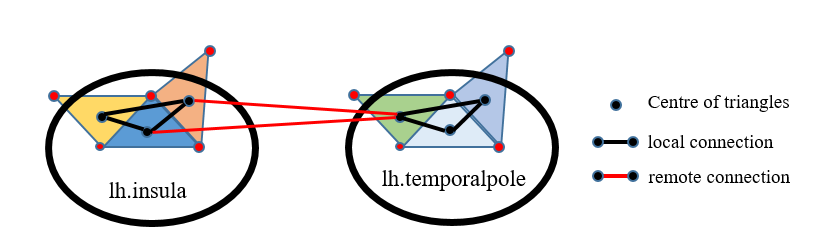 lh.insula
lh.temporalpole
Centre of triangles
local connection
remote connection